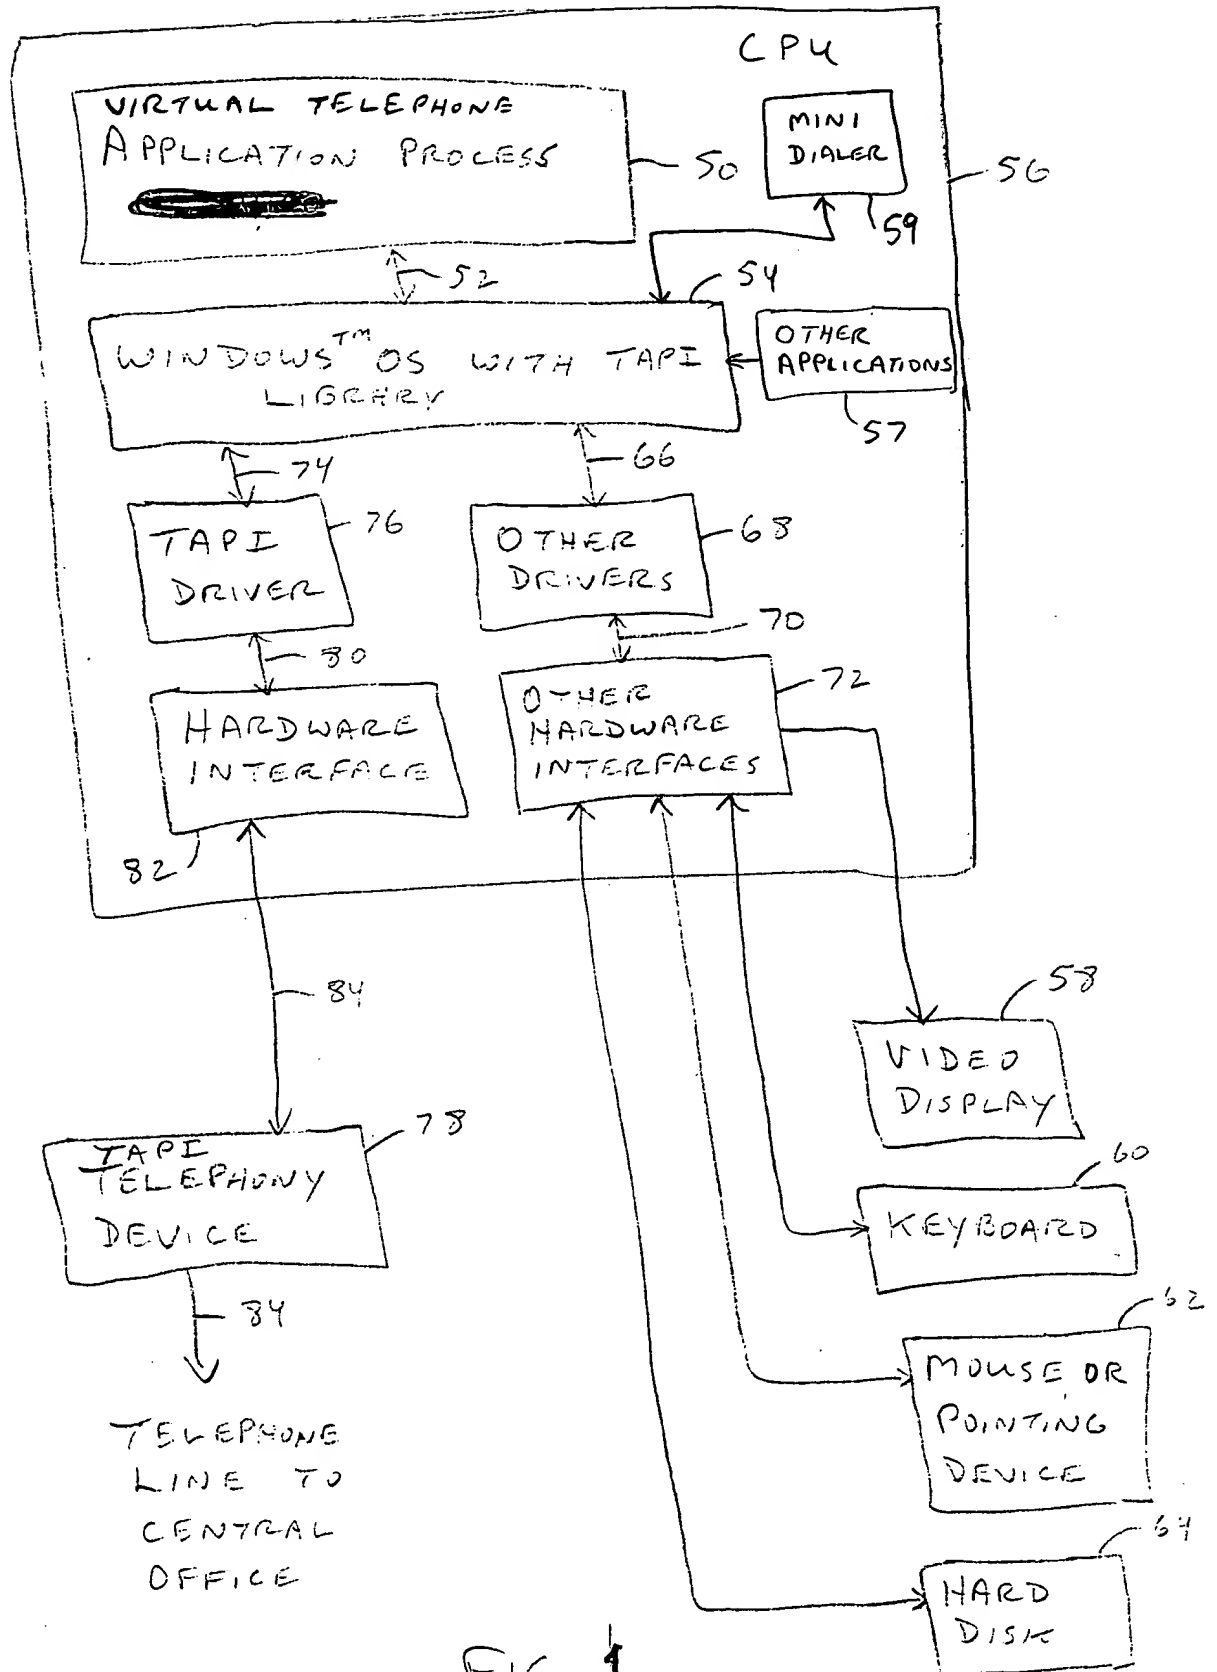 CPU
VIRTUAL TELEPHONE
APPLICATION PROCESS
50
MINI
DIALER
56
59
52
54
WINDOWS™ OS WITH TAPI
LIBRARY
OTHER
APPLICATIONS
57
74
66
TAPI
DRIVER
76
OTHER
DRIVERS
68
80
70
HARDWARE
INTERFACE
82
OTHER
HARDWARE
INTERFACES
72
84
58
VIDEO
DISPLAY
TAPI
TELEPHONY
DEVICE
78
60
KEYBOARD
84
62
MOUSE OR
POINTING
DEVICE
TELEPHONE
LINE TO
CENTRAL
OFFICE
64
HARD
DISK
FIG. 1